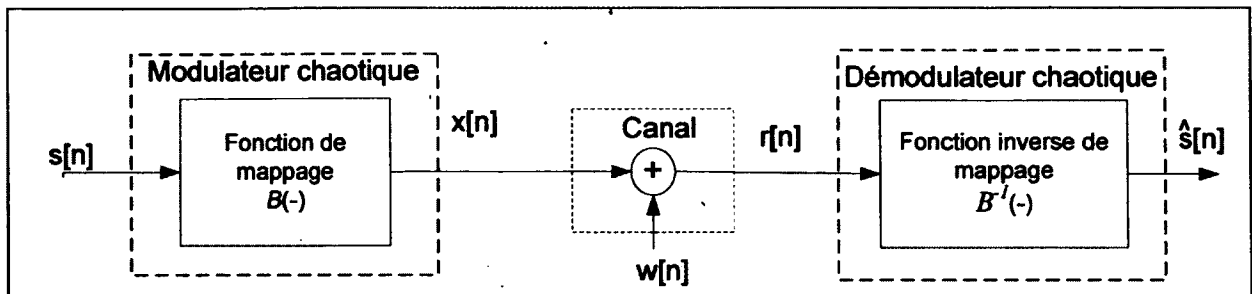 Modulateur chaotique
Démodulateur chaotique
s[n]
Fonction de
mappage
B(-)
x[n]
Canal
+
w[n]
r[n]
Fonction inverse de
mappage
B⁻¹(-)
ŝ[n]